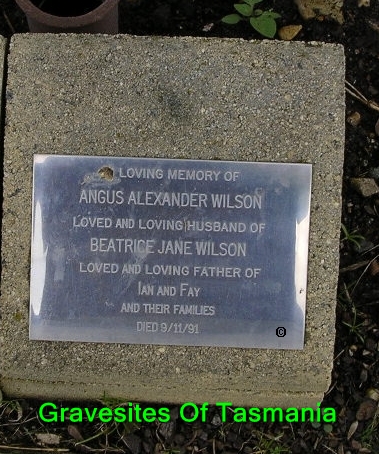 LOVING MEMORY OF
ANGUS ALEXANDER WILSON
LOVED AND LOVING HUSBAND OF
BEATRICE JANE WILSON
LOVED AND LOVING FATHER OF
IAN AND FAY
AND THEIR FAMILIES
DIED 9/11/91
©
Gravesites Of Tasmania